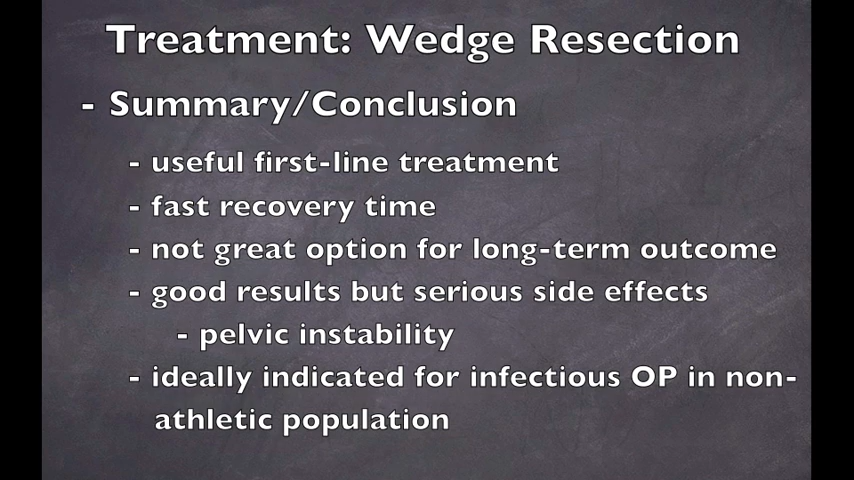 Treatment: Wedge Resection
- Summary/Conclusion
- useful first-line treatment
- fast recovery time
- not great option for long-term outcome
- good results but serious side effects
- pelvic instability
- ideally indicated for infectious OP in non-
athletic population